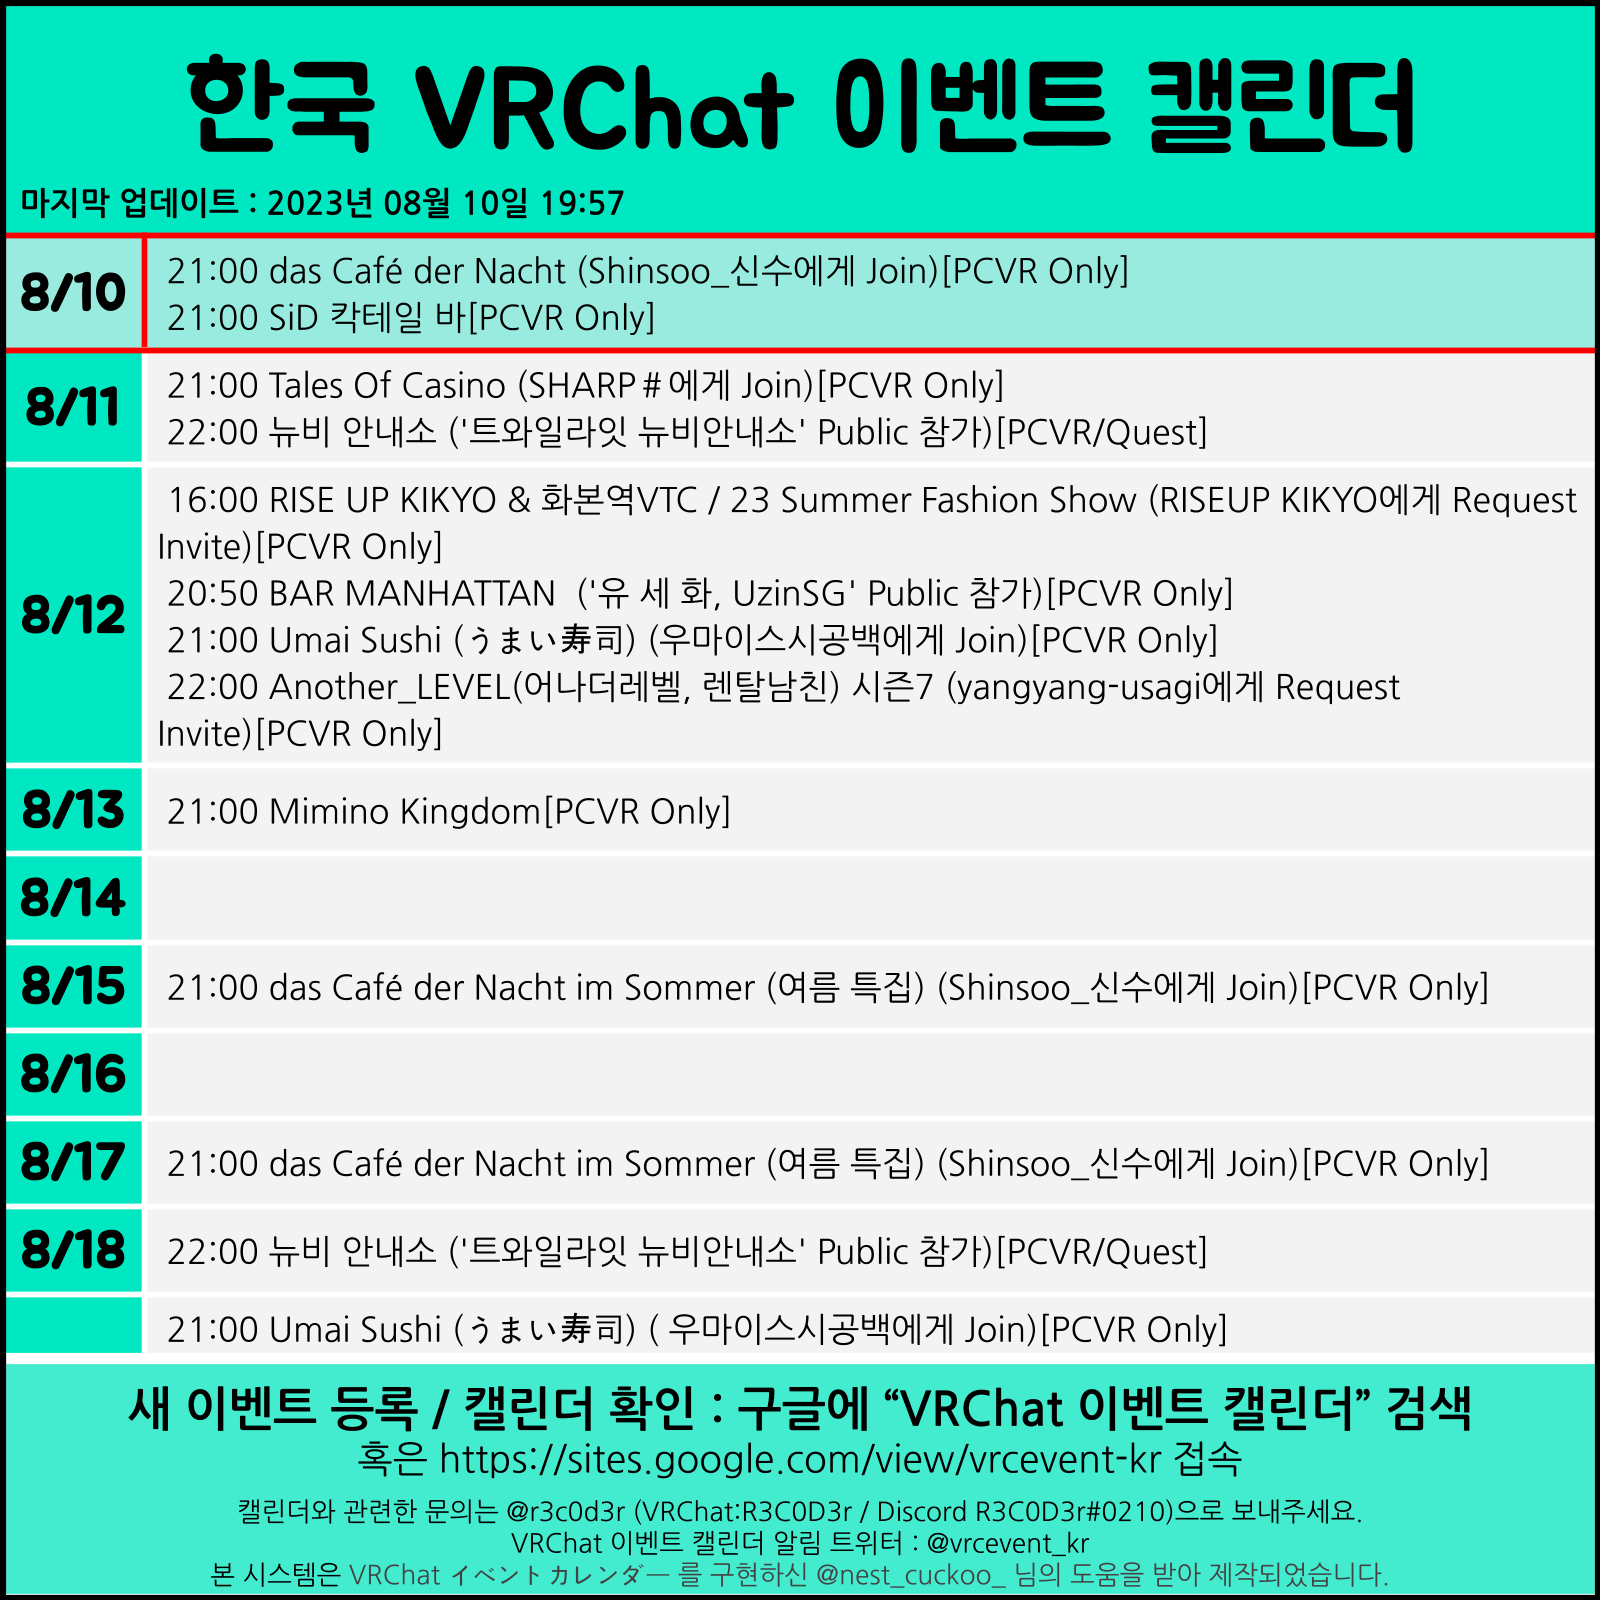 한국 VRChat 이벤트 캘린더
마지막 업데이트 : 2023년 08월 10일 19:57
8/10
21:00 das Café der Nacht (Shinsoo_신수에게 Join)[PCVR Only]
21:00 SiD 칵테일 바[PCVR Only]
8/11
21:00 Tales Of Casino (SHARP＃에게 Join)[PCVR Only]
22:00 뉴비 안내소 ('트와일라잇 뉴비안내소' Public 참가)[PCVR/Quest]
8/12
16:00 RISE UP KIKYO & 화본역VTC / 23 Summer Fashion Show (RISEUP KIKYO에게 Request
Invite)[PCVR Only]
20:50 BAR MANHATTAN  ('유 세 화, UzinSG' Public 참가)[PCVR Only]
21:00 Umai Sushi (うまい寿司) (우마이스시공백에게 Join)[PCVR Only]
22:00 Another_LEVEL(어나더레벨, 렌탈남친) 시즌7 (yangyang-usagi에게 Request
Invite)[PCVR Only]
8/13
21:00 Mimino Kingdom[PCVR Only]
8/14
8/15
21:00 das Café der Nacht im Sommer (여름 특집) (Shinsoo_신수에게 Join)[PCVR Only]
8/16
8/17
21:00 das Café der Nacht im Sommer (여름 특집) (Shinsoo_신수에게 Join)[PCVR Only]
8/18
22:00 뉴비 안내소 ('트와일라잇 뉴비안내소' Public 참가)[PCVR/Quest]
21:00 Umai Sushi (うまい寿司) ( 우마이스시공백에게 Join)[PCVR Only]
새 이벤트 등록 / 캘린더 확인 : 구글에 “VRChat 이벤트 캘린더” 검색
혹은 https://sites.google.com/view/vrcevent-kr 접속
캘린더와 관련한 문의는 @r3c0d3r (VRChat:R3C0D3r / Discord R3C0D3r#0210)으로 보내주세요.
VRChat 이벤트 캘린더 알림 트위터 : @vrcevent_kr
본 시스템은 VRChat イベントカレンダー 를 구현하신 @nest_cuckoo_ 님의 도움을 받아 제작되었습니다.